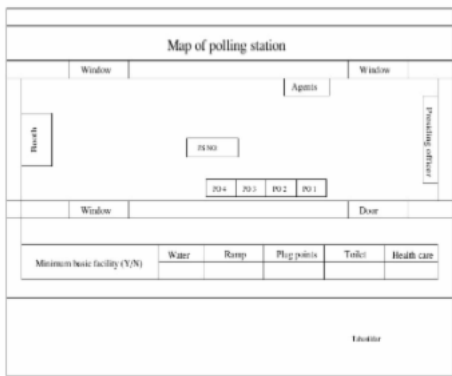 Map of polling station
Window Window
Agents
Booth
Presiding officer
PO 4 PO 3 PO 2 PO 1
Window Door
Minimum basic facility (Y/N) Water Ramp Plug points Toilet Health care